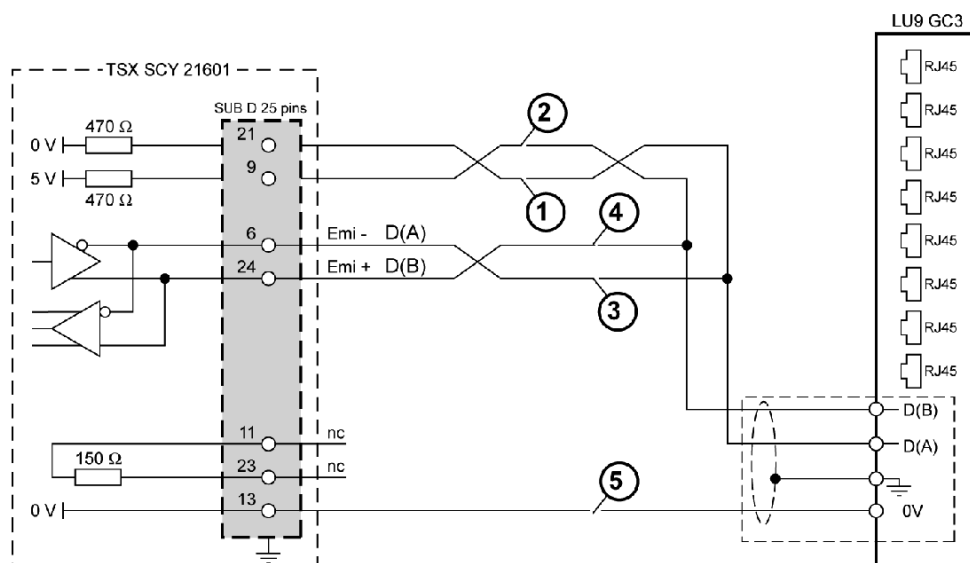 LU9 GC3
TSX SCY 21601
SUB D 25 pins
RJ45
RJ45
RJ45
RJ45
RJ45
RJ45
RJ45
RJ45
470 Ω
0 V
21
2
5 V
9
470 Ω
1
4
6
Emi - D(A)
24
Emi + D(B)
3
D(B)
11
nc
D(A)
150 Ω
23
nc
5
0 V
13
0V